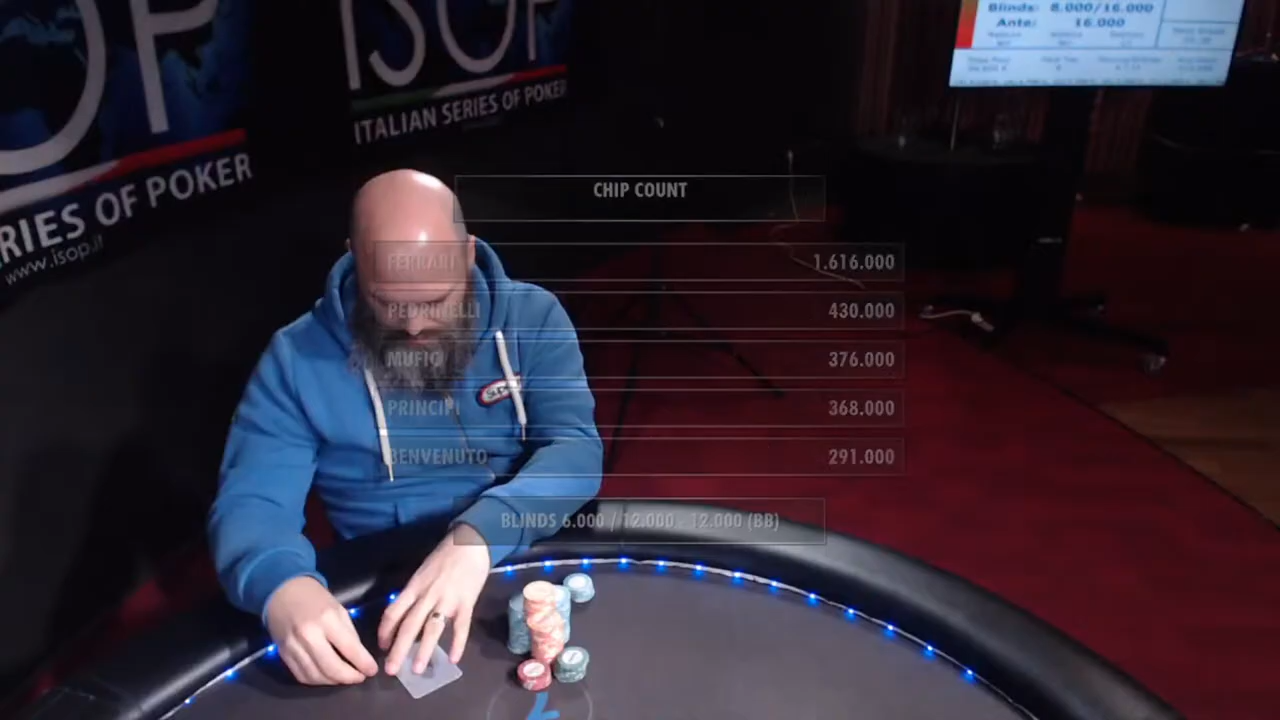 OP
RIES OF POKER
www.isop.it
ISOP
ITALIAN SERIES OF POKER
Blinds: 8.000/16.000
Ante: 16.000
CHIP COUNT
FERRARI 1.616.000
PEDRINELLI 430.000
MUFIC 376.000
PRINCIPI 368.000
BENVENUTO 291.000
BLINDS 6.000 / 12.000 - 12.000 (BB)